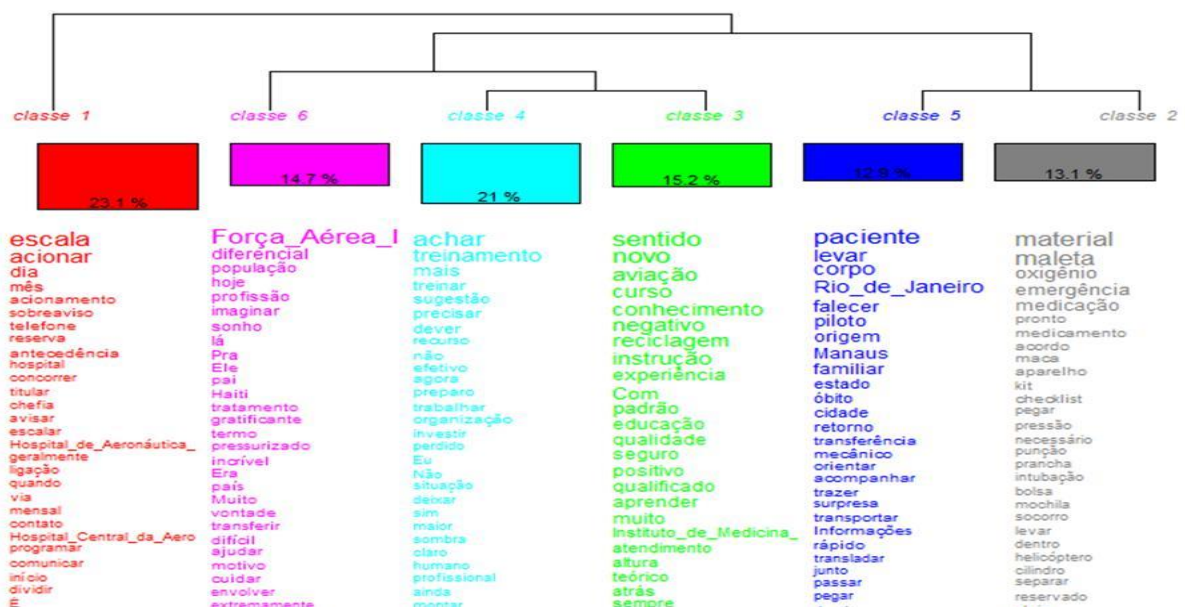 classe 1
classe 6
classe 4
classe 3
classe 5
classe 2
23.1 %
14.7 %
21 %
15.2 %
12.9 %
13.1 %
escala
acionar
dia
mês
acionamento
sobreaviso
telefone
reserva
antecedência
hospital
concorrer
titular
chefia
avisar
escalar
Hospital_de_Aeronáutica_
geralmente
ligação
quando
via
mensal
contato
Hospital_Central_da_Aero
programar
comunicar
início
dividir
É
Força_Aérea_
diferencial
população
hoje
profissão
imaginar
sonho
lá
Pra
Ele
pai
Haiti
tratamento
gratificante
termo
pressurizado
incrível
Era
país
Muito
vontade
transferir
difícil
ajudar
motivo
cuidar
envolver
extremamente
achar
treinamento
mais
treinar
sugestão
precisar
dever
recurso
não
efetivo
agora
preparo
trabalhar
organização
investir
perdido
Eu
Não
situação
deixar
sim
maior
sombra
claro
humano
profissional
ainda
montar
sentido
novo
aviação
curso
conhecimento
negativo
reciclagem
instrução
experiência
Com
padrão
educação
qualidade
seguro
positivo
qualificado
aprender
muito
Instituto_de_Medicina_
atendimento
altura
teórico
atrás
sempre
paciente
levar
corpo
Rio_de_Janeiro
falecer
piloto
origem
Manaus
familiar
estado
óbito
cidade
retorno
transferência
mecânico
orientar
acompanhar
trazer
surpresa
transportar
Informações
rápido
transladar
junto
passar
pegar
material
maleta
oxigênio
emergência
medicação
pronto
medicamento
acordo
maca
aparelho
kit
checklist
pegar
pressão
necessário
punção
prancha
intubação
bolsa
mochila
socorro
levar
dentro
helicóptero
cilindro
separar
reservado